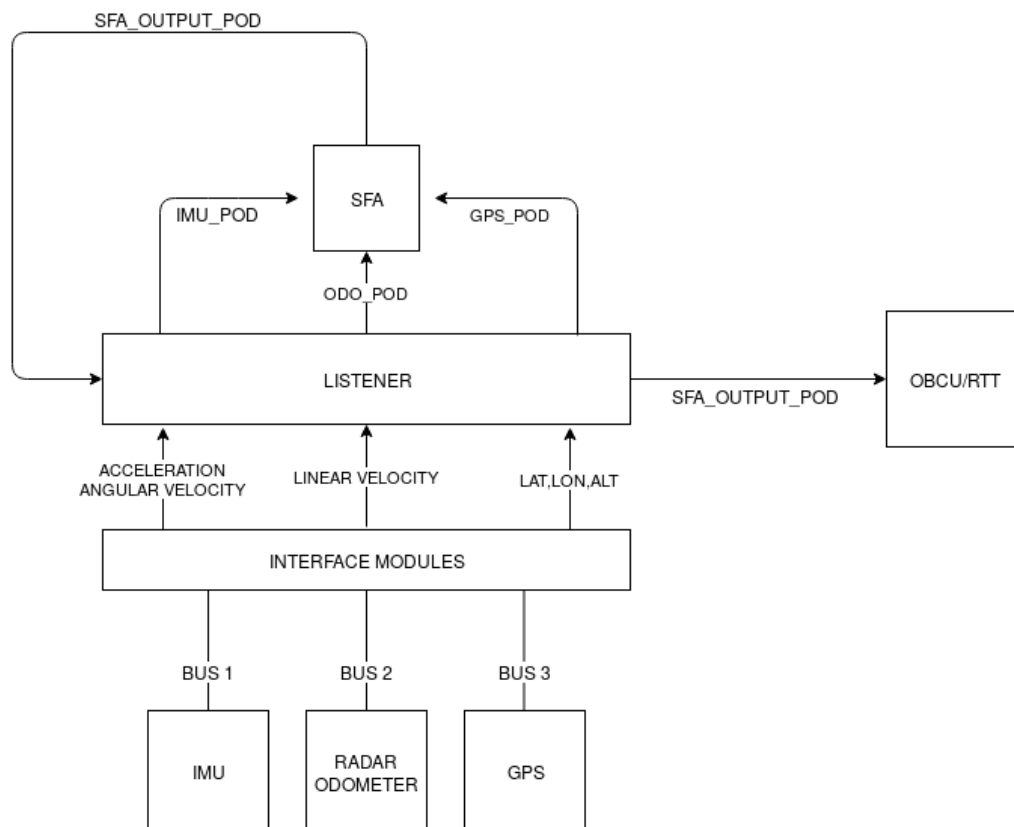 SFA_OUTPUT_POD
SFA
IMU_POD
GPS_POD
ODO_POD
LISTENER
OBCU/RTT
SFA_OUTPUT_POD
ACCELERATION
ANGULAR VELOCITY
LINEAR VELOCITY
LAT,LON,ALT
INTERFACE MODULES
BUS 1
BUS 2
BUS 3
IMU
RADAR
ODOMETER
GPS